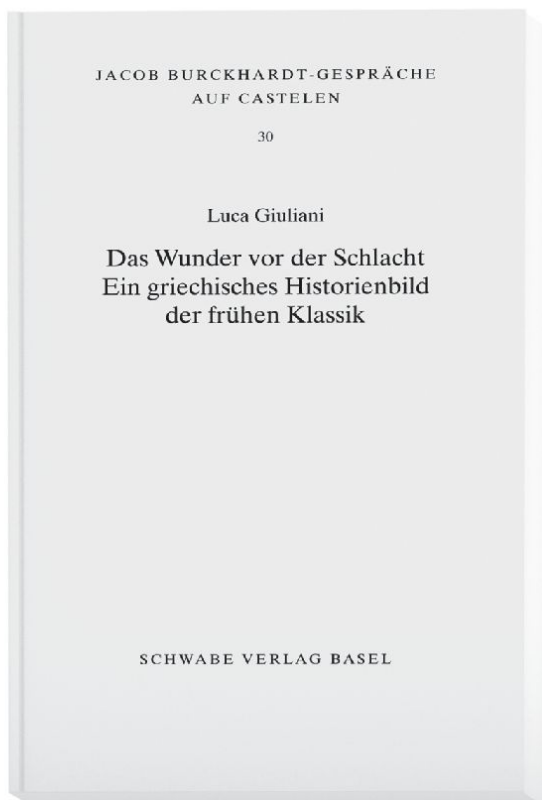 JACOB BURCKHARDT-GESPRÄCHE
AUF CASTELEN
30
Luca Giuliani
Das Wunder vor der Schlacht
Ein griechisches Historienbild
der frühen Klassik
SCHWABE VERLAG BASEL